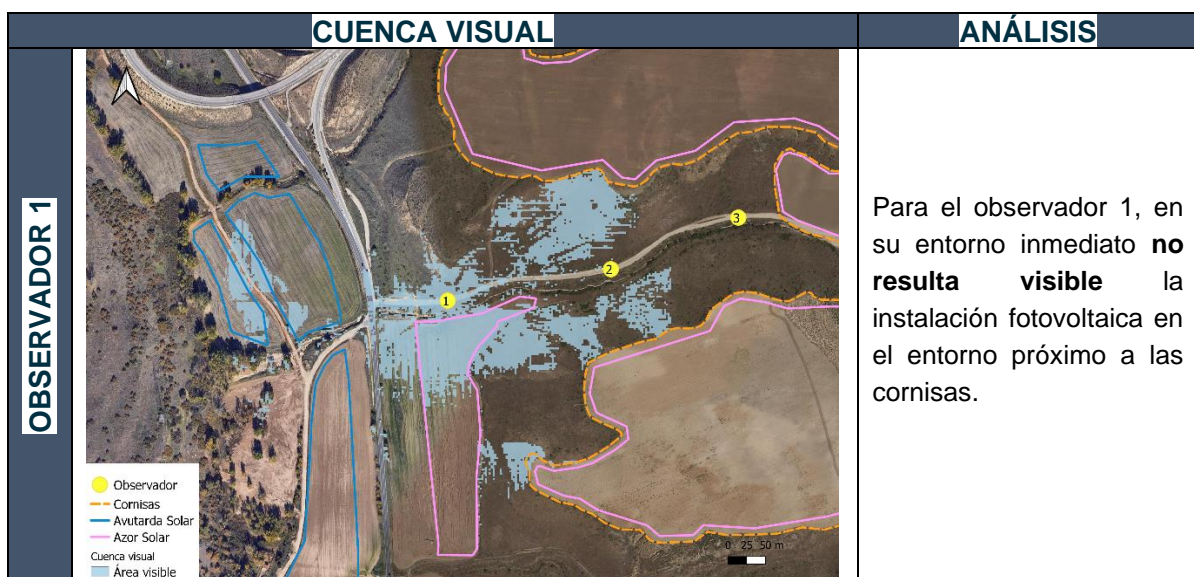 CUENCA VISUAL
ANÁLISIS
OBSERVADOR 1
3
2
1
Observador
Cornisas
Avutarda Solar
Azor Solar
Cuenca visual
Área visible
0 25 50 m
Para el observador 1, en
su entorno inmediato no
resulta visible la
instalación fotovoltaica en
el entorno próximo a las
cornisas.